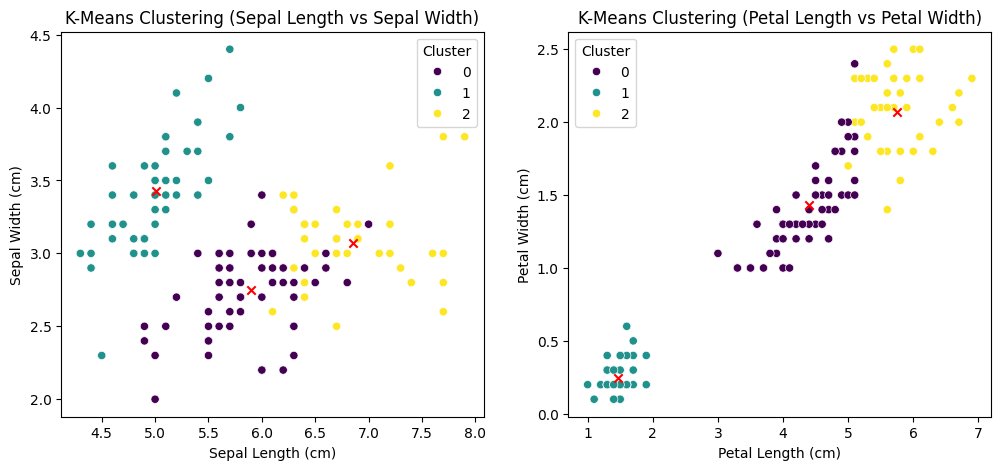 K-Means Clustering (Sepal Length vs Sepal Width)
4.5
4.0
3.5
3.0
2.5
2.0
Sepal Width (cm)
Cluster
0
1
2
4.5 5.0 5.5 6.0 6.5 7.0 7.5 8.0
Sepal Length (cm)
K-Means Clustering (Petal Length vs Petal Width)
2.5
2.0
1.5
1.0
0.5
0.0
Petal Width (cm)
Cluster
0
1
2
1 2 3 4 5 6 7
Petal Length (cm)